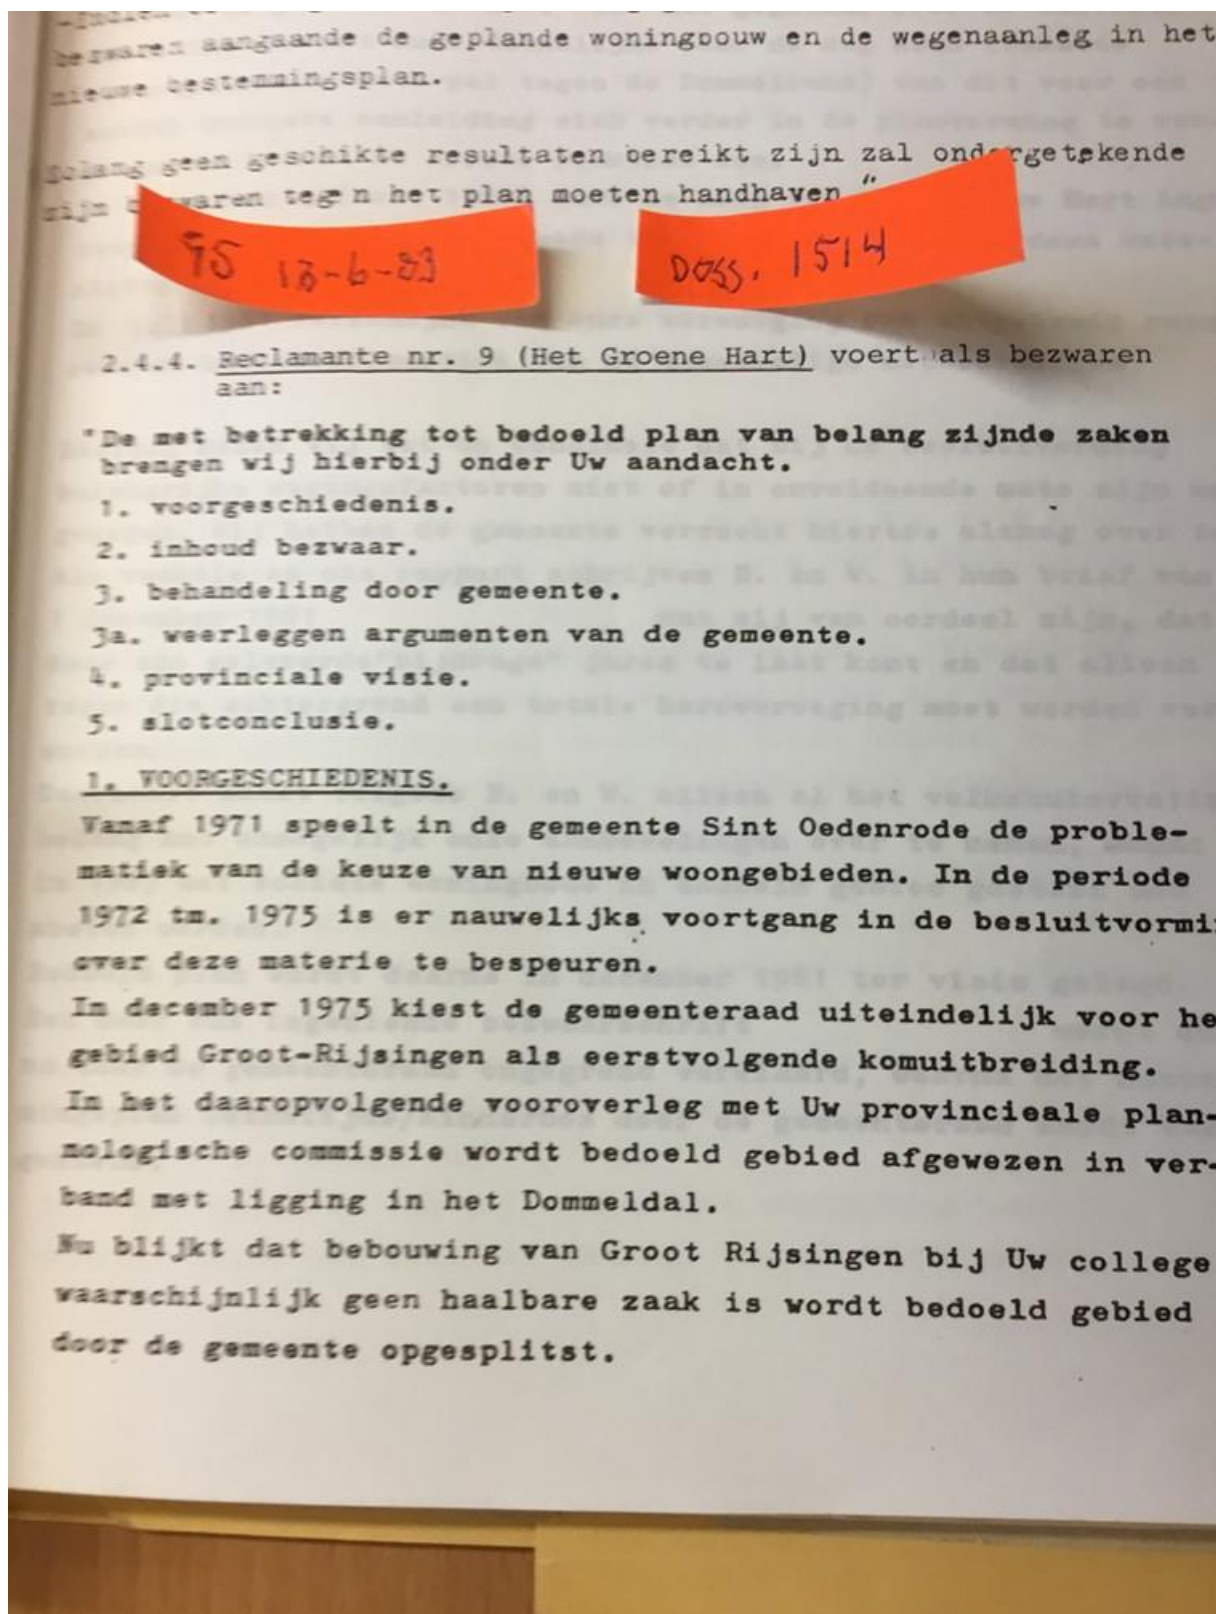 bezwaren aangaande de geplande woningbouw en de wegenaanleg in het
nieuwe bestemmingsplan.
Solang geen geschikte resultaten bereikt zijn zal ondergetekende
zijn bezwaren tegen het plan moeten handhaven"
GS 13-6-83
Doss. 1514
2.4.4. Reclamante nr. 9 (Het Groene Hart) voert als bezwaren
aan:
"De met betrekking tot bedoeld plan van belang zijnde zaken
brengen wij hierbij onder Uw aandacht.
1. voorgeschiedenis.
2. inhoud bezwaar.
3. behandeling door gemeente.
3a. weerleggen argumenten van de gemeente.
4. provinciale visie.
5. slotconclusie.
1. VOORGESCHIEDENIS.
Vanaf 1971 speelt in de gemeente Sint Oedenrode de proble-
matiek van de keuze van nieuwe woongebieden. In de periode
1972 tm. 1975 is er nauwelijks voortgang in de besluitvormi
over deze materie te bespeuren.
In december 1975 kiest de gemeenteraad uiteindelijk voor he
gebied Groot-Rijsingen als eerstvolgende komuitbreiding.
In het daaropvolgende vooroverleg met Uw provincieale plan-
nologische commissie wordt bedoeld gebied afgewezen in ver-
band met ligging in het Dommeldal.
Nu blijkt dat bebouwing van Groot Rijsingen bij Uw college
waarschijnlijk geen haalbare zaak is wordt bedoeld gebied
door de gemeente opgesplitst.